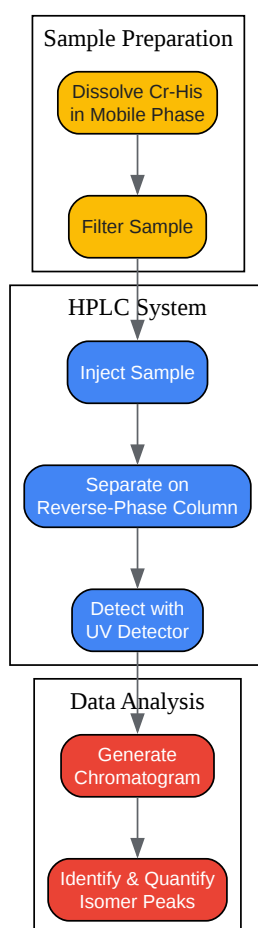 Sample Preparation
Dissolve Cr-His
in Mobile Phase
Filter Sample
HPLC System
Inject Sample
Separate on
Reverse-Phase Column
Detect with
UV Detector
Data Analysis
Generate
Chromatogram
Identify & Quantify
Isomer Peaks